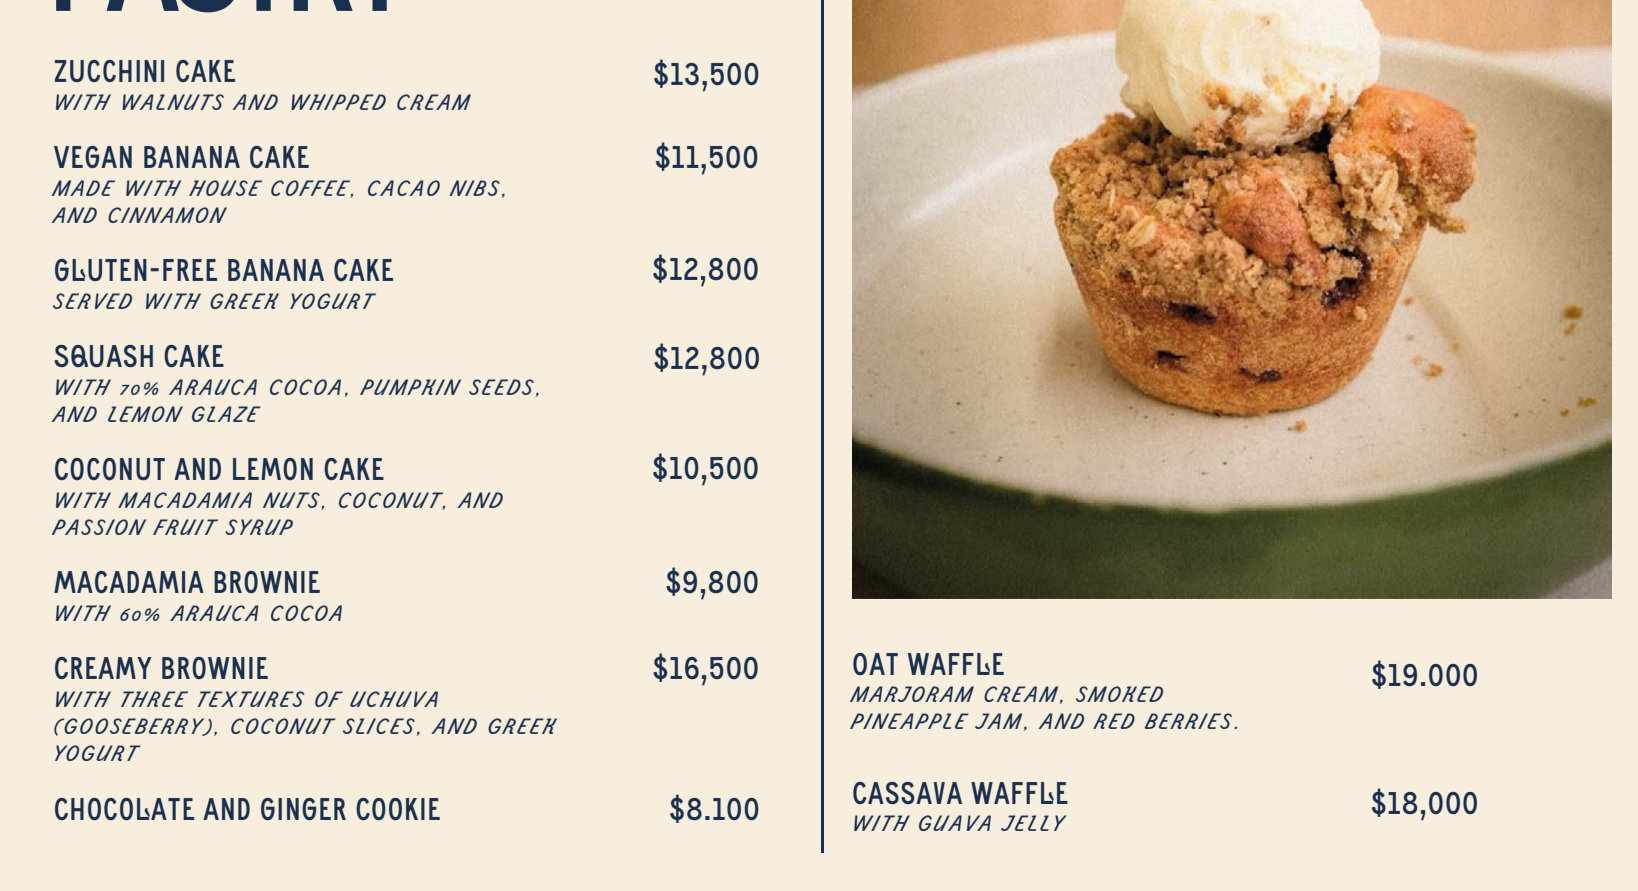 PASTRY
ZUCCHINI CAKE $13,500
WITH WALNUTS AND WHIPPED CREAM
VEGAN BANANA CAKE $11,500
MADE WITH HOUSE COFFEE, CACAO NIBS,
AND CINNAMON
GLUTEN-FREE BANANA CAKE $12,800
SERVED WITH GREEK YOGURT
SQUASH CAKE $12,800
WITH 70% ARAUCA COCOA, PUMPKIN SEEDS,
AND LEMON GLAZE
COCONUT AND LEMON CAKE $10,500
WITH MACADAMIA NUTS, COCONUT, AND
PASSION FRUIT SYRUP
MACADAMIA BROWNIE $9,800
WITH 60% ARAUCA COCOA
CREAMY BROWNIE $16,500
WITH THREE TEXTURES OF UCHUVA
(GOOSEBERRY), COCONUT SLICES, AND GREEK
YOGURT
CHOCOLATE AND GINGER COOKIE $8.100
OAT WAFFLE $19.000
MARJORAM CREAM, SMOKED
PINEAPPLE JAM, AND RED BERRIES.
CASSAVA WAFFLE $18,000
WITH GUAVA JELLY